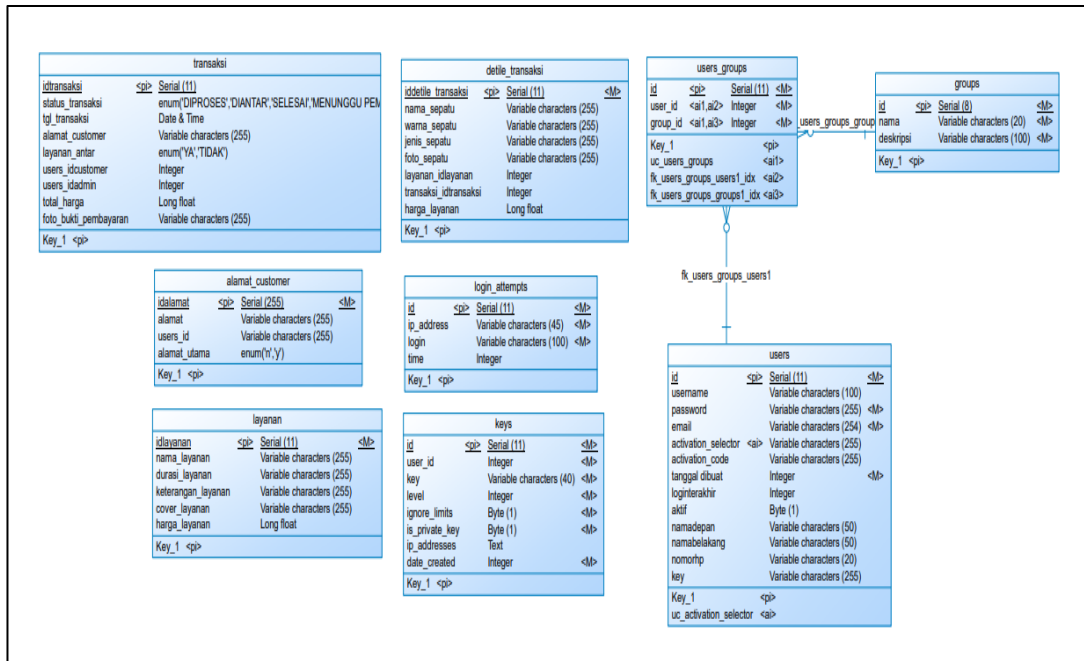 transaksi
idtransaksi <pi> Serial (11) <M>
status_transaksi enum('DIPROSES','DIANTAR','SELESAI','MENUNGGU PEM
tgl_transaksi Date & Time
alamat_customer Variable characters (255)
layanan_antar enum('YA','TIDAK')
users_idcustomer Integer
users_idadmin Integer
total_harga Long float
foto_bukti_pembayaran Variable characters (255)
Key_1 <pi>
detile_transaksi
iddetile_transaksi <pi> Serial (11) <M>
nama_sepatu Variable characters (255)
warna_sepatu Variable characters (255)
jenis_sepatu Variable characters (255)
foto_sepatu Variable characters (255)
layanan_idlayanan Integer
transaksi_idtransaksi Integer
harga_layanan Long float
Key_1 <pi>
users_groups
id <pi> Serial (11) <M>
user_id <ai1,ai2> Integer <M>
group_id <ai1,ai3> Integer <M>
Key_1 <pi>
uc_users_groups <ai1>
fk_users_groups_users1_idx <ai2>
fk_users_groups_groups1_idx <ai3>
users_groups_group
groups
id <pi> Serial (8) <M>
nama Variable characters (20) <M>
deskripsi Variable characters (100) <M>
Key_1 <pi>
fk_users_groups_users1
alamat_customer
idalamat <pi> Serial (255) <M>
alamat Variable characters (255)
users_id Variable characters (255)
alamat_utama enum('n','y')
Key_1 <pi>
login_attempts
id <pi> Serial (11) <M>
ip_address Variable characters (45) <M>
login Variable characters (100) <M>
time Integer
Key_1 <pi>
users
id <pi> Serial (11) <M>
username Variable characters (100)
password Variable characters (255) <M>
email Variable characters (254) <M>
activation_selector <ai> Variable characters (255)
activation_code Variable characters (255)
tanggal dibuat Integer <M>
loginterakhir Integer
aktif Byte (1)
namadepan Variable characters (50)
namabelakang Variable characters (50)
nomorhp Variable characters (20)
key Variable characters (255)
Key_1 <pi>
uc_activation_selector <ai>
layanan
idlayanan <pi> Serial (11) <M>
nama_layanan Variable characters (255)
durasi_layanan Variable characters (255)
keterangan_layanan Variable characters (255)
cover_layanan Variable characters (255)
harga_layanan Long float
Key_1 <pi>
keys
id <pi> Serial (11) <M>
user_id Integer <M>
key Variable characters (40) <M>
level Integer <M>
ignore_limits Byte (1) <M>
is_private_key Byte (1) <M>
ip_addresses Text
date_created Integer <M>
Key_1 <pi>